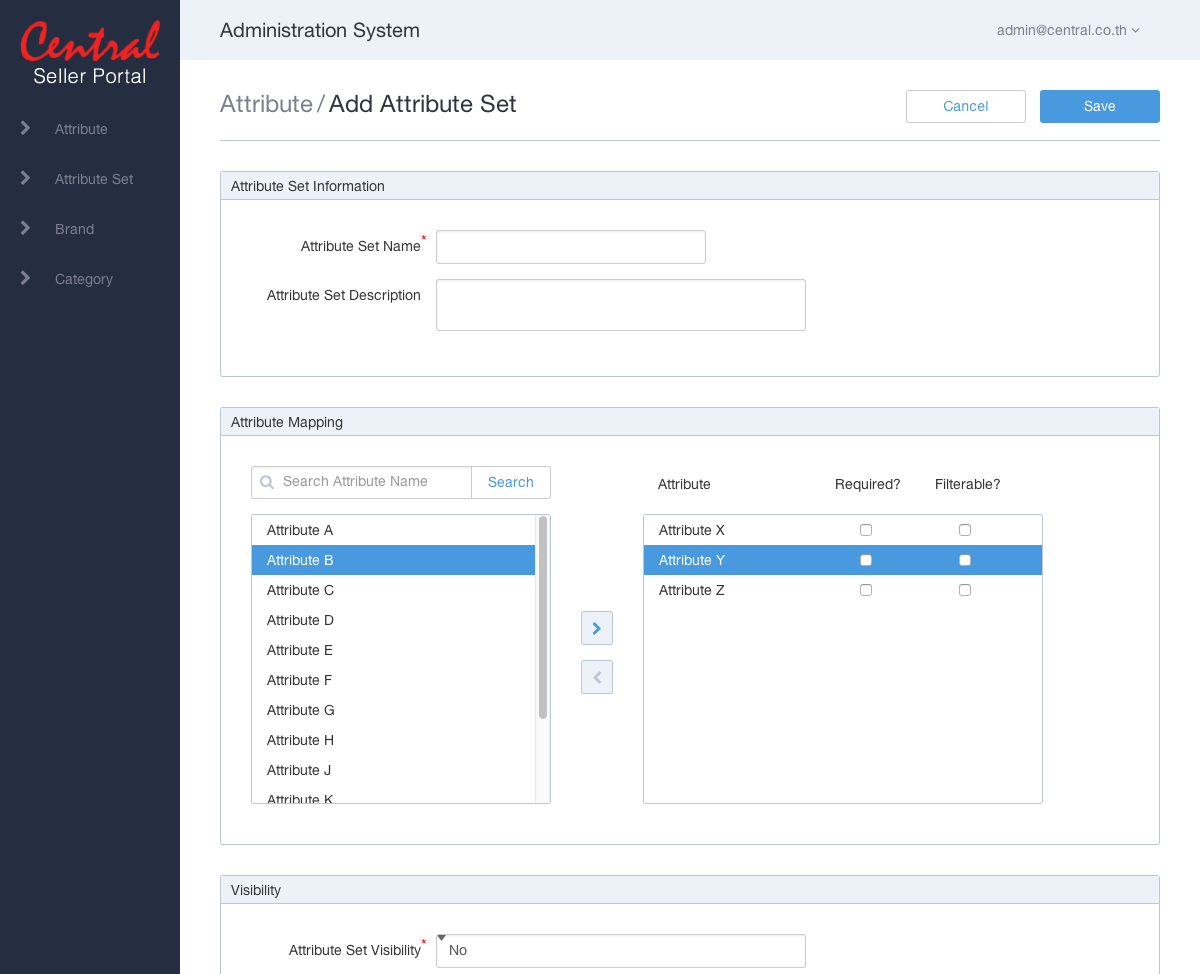 Central
Seller Portal
Attribute
Attribute Set
Brand
Category
Administration System
admin@central.co.th
Attribute / Add Attribute Set
Cancel
Save
Attribute Set Information
Attribute Set Name*
Attribute Set Description
Attribute Mapping
Search Attribute Name
Search
Attribute A
Attribute B
Attribute C
Attribute D
Attribute E
Attribute F
Attribute G
Attribute H
Attribute J
Attribute K
Attribute Required? Filterable?
Attribute X
Attribute Y
Attribute Z
Visibility
Attribute Set Visibility*
No